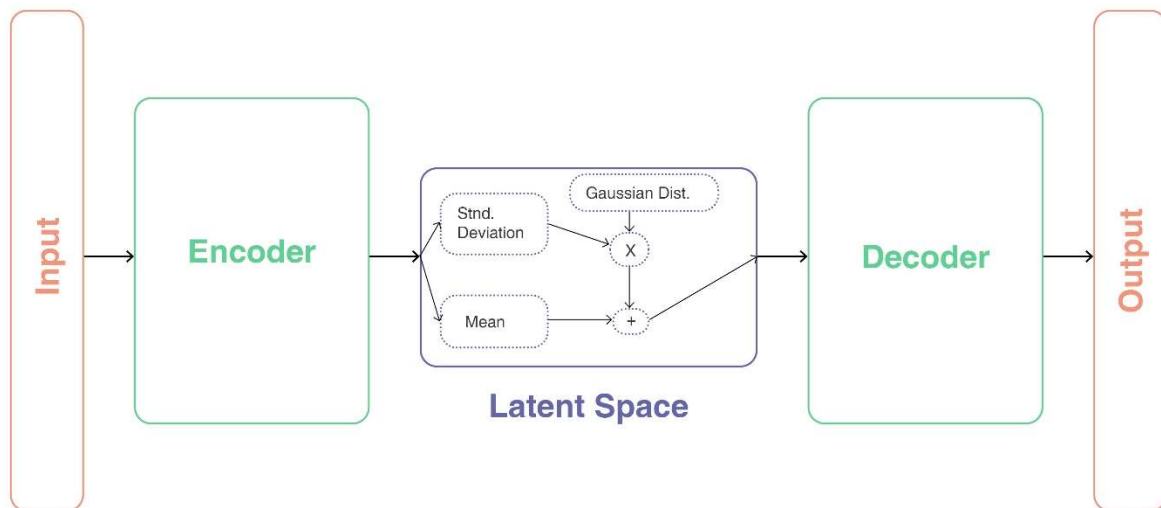 Input
Encoder
Stnd.
Deviation
Gaussian Dist.
X
Mean
+
Latent Space
Decoder
Output